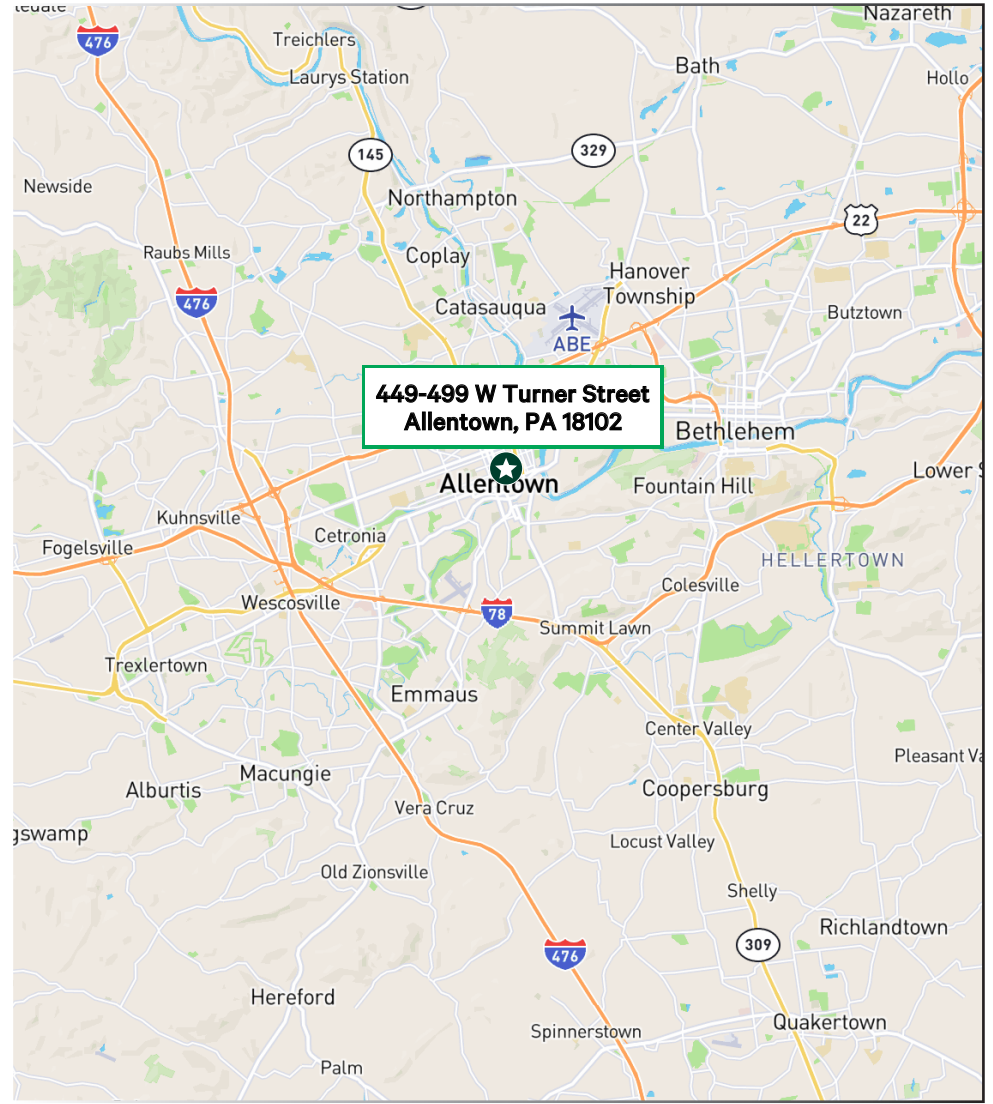 Nazareth
476
Treichlers
Laurys Station
Bath
Hollo
145
329
Newside
Northampton
22
Raubs Mills
Coplay
Hanover
Township
476
Catasauqua
Butztown
ABE
449-499 W Turner Street
Allentown, PA 18102
Bethlehem
Allentown
Fountain Hill
Lower S
Kuhnsville
Cetronia
Fogelsville
HELLERTOWN
Colesville
Wescosville
78
Summit Lawn
Trexlertown
Emmaus
Center Valley
Pleasant Va
Macungie
Alburtis
Coopersburg
Vera Cruz
gswamp
Locust Valley
Old Zionsville
Shelly
Richlandtown
309
476
Hereford
Quakertown
Spinnerstown
Palm